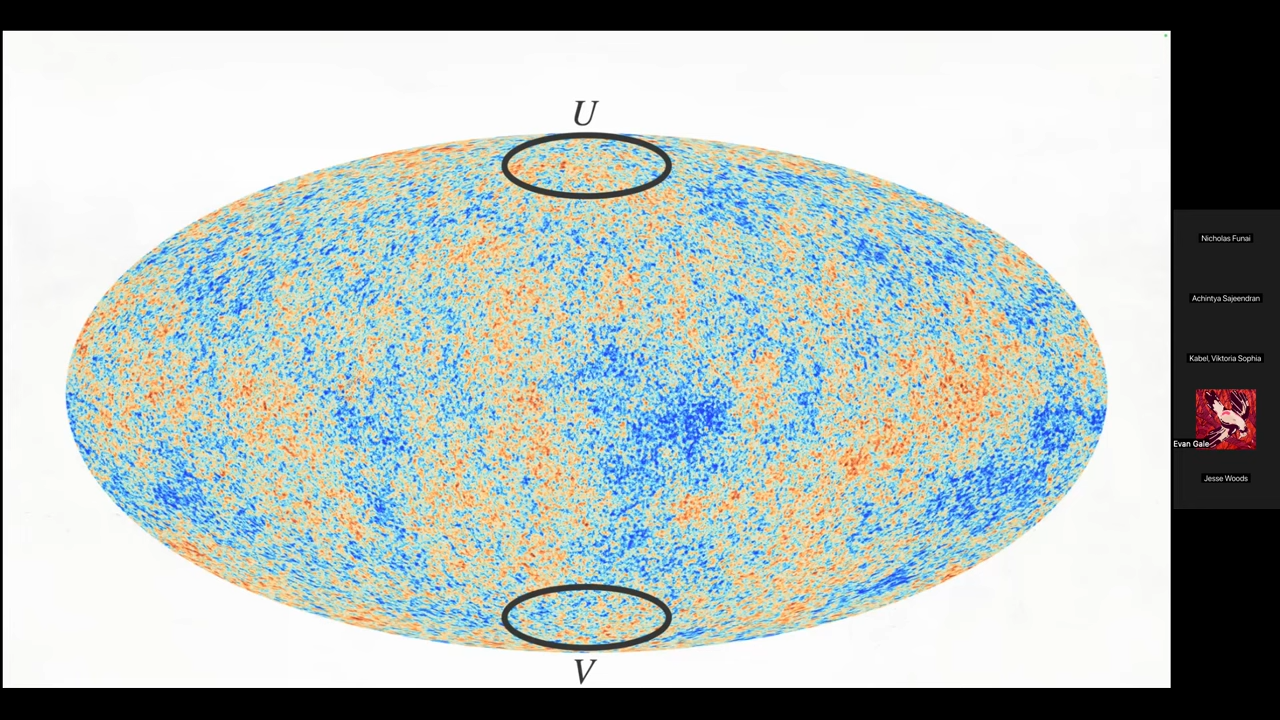 U
V
Nicholas Funai
Achintya Sajeendran
Kabel, Viktoria Sophia
Evan Gale
Jesse Woods